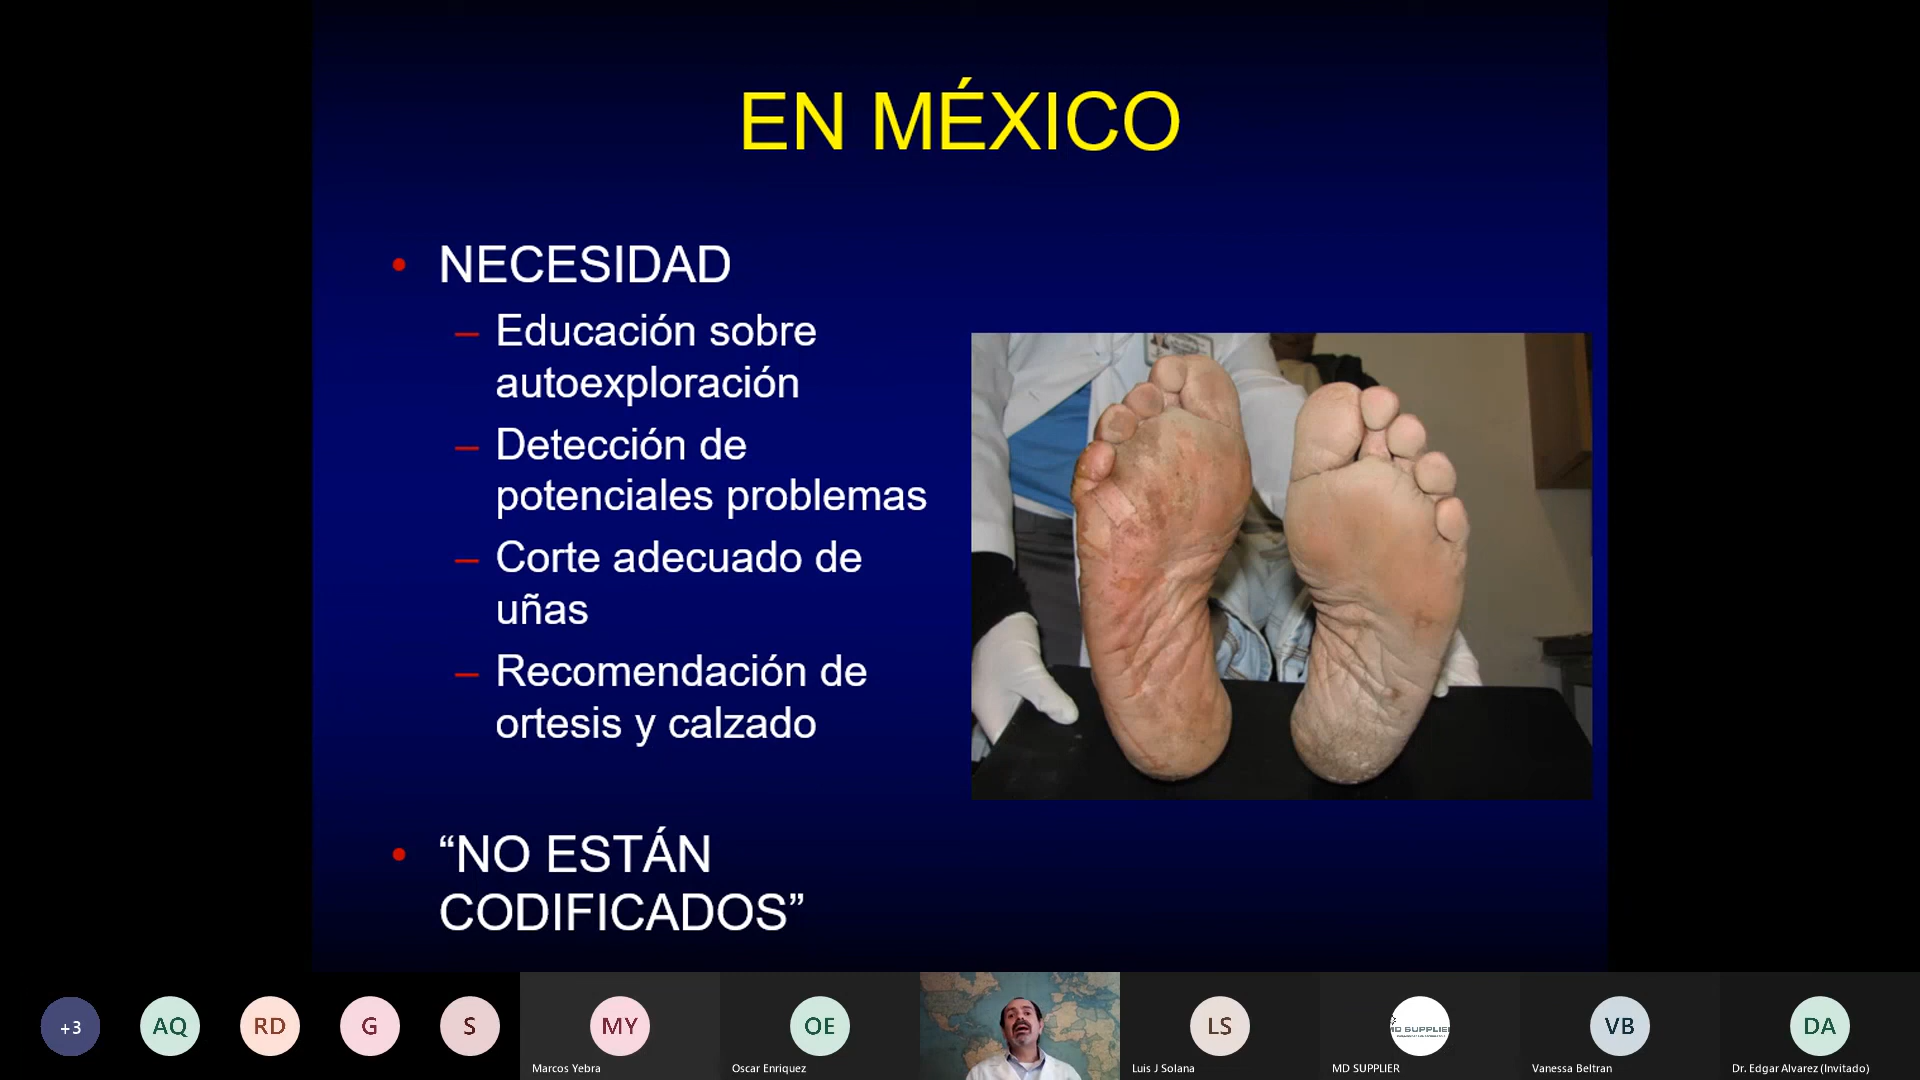 EN MÉXICO
• NECESIDAD
– Educación sobre
autoexploración
– Detección de
potenciales problemas
– Corte adecuado de
uñas
– Recomendación de
ortesis y calzado
• “NO ESTÁN
CODIFICADOS”
+3
AQ
RD
G
S
MY
Marcos Yebra
OE
Oscar Enriquez
LS
Luis J Solana
MD SUPPLIER
MD SUPPLIER
VB
Vanessa Beltran
DA
Dr. Edgar Alvarez (Invitado)